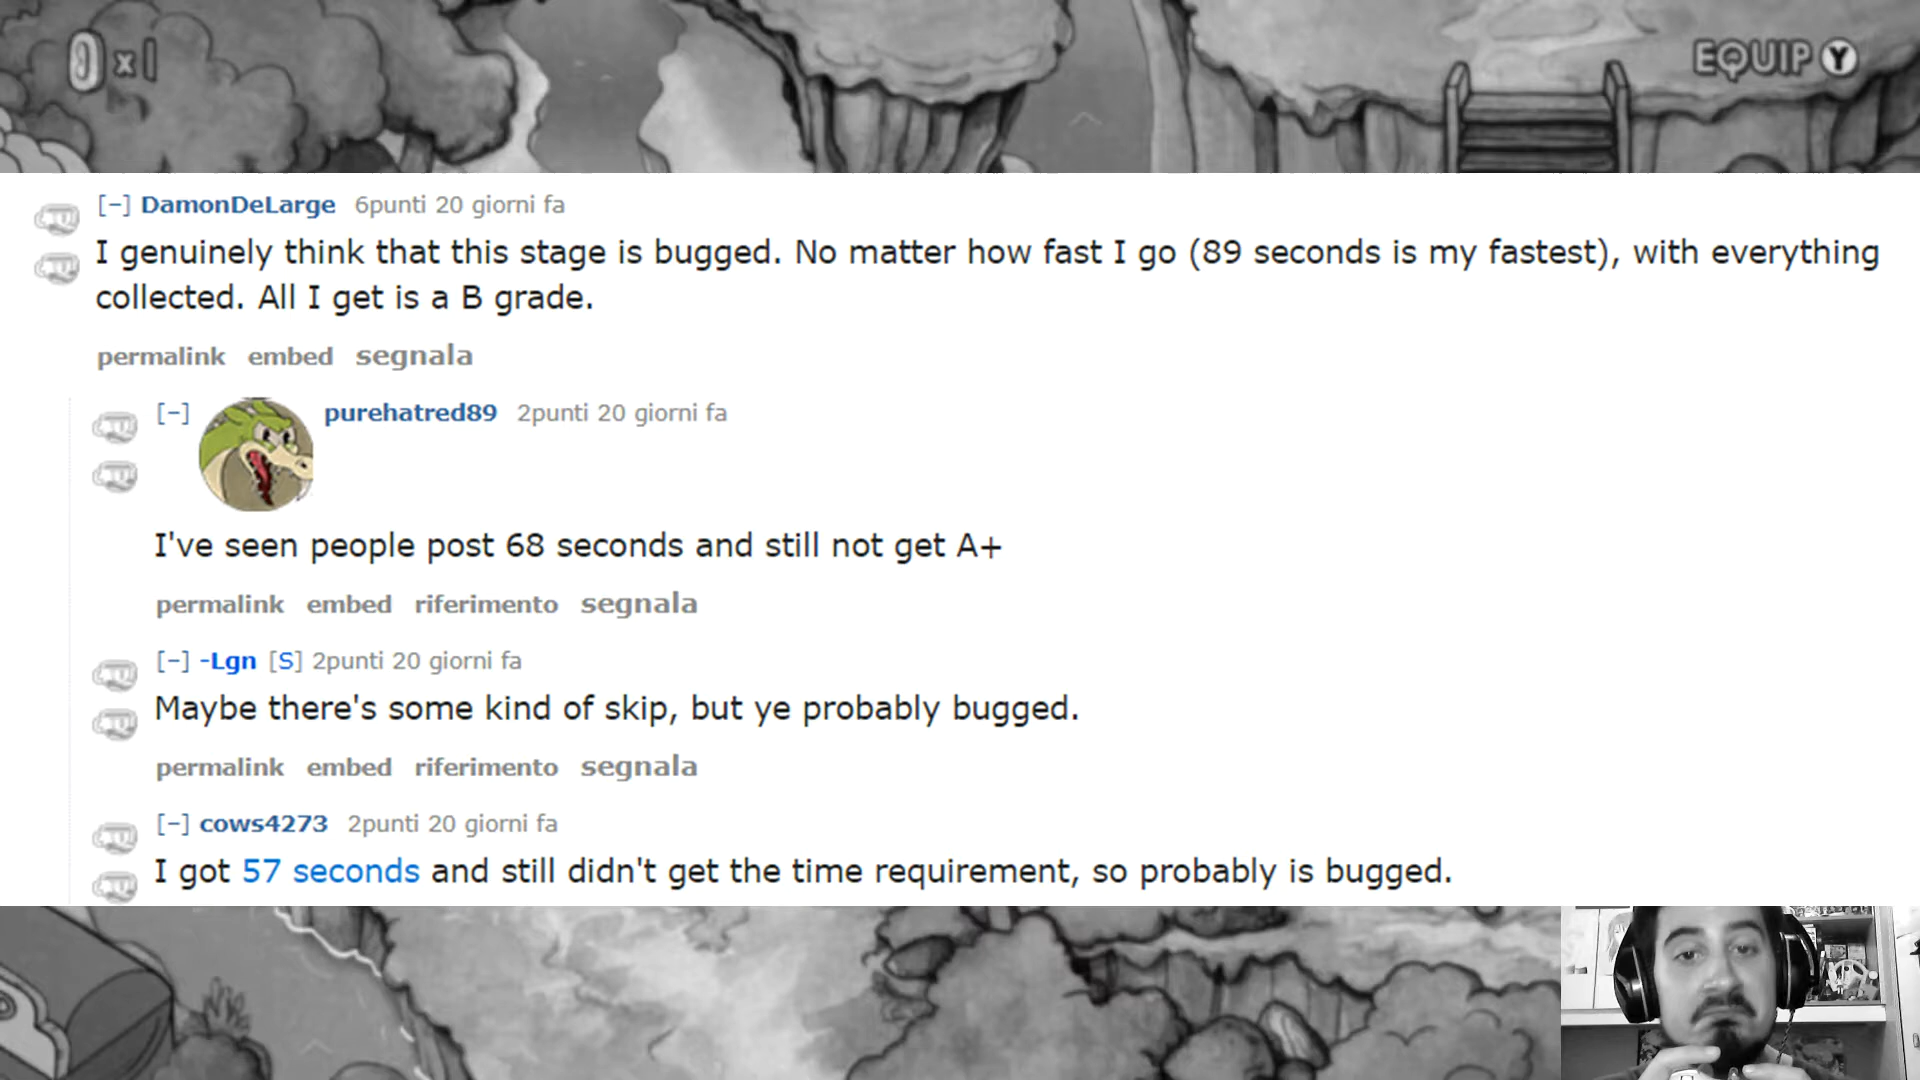 x1
EQUIP Y
[-] DamonDeLarge 6punti 20 giorni fa
I genuinely think that this stage is bugged. No matter how fast I go (89 seconds is my fastest), with everything
collected. All I get is a B grade.
permalink embed segnala
[-] purehatred89 2punti 20 giorni fa
I've seen people post 68 seconds and still not get A+
permalink embed riferimento segnala
[-] -Lgn [S] 2punti 20 giorni fa
Maybe there's some kind of skip, but ye probably bugged.
permalink embed riferimento segnala
[-] cows4273 2punti 20 giorni fa
I got 57 seconds and still didn't get the time requirement, so probably is bugged.